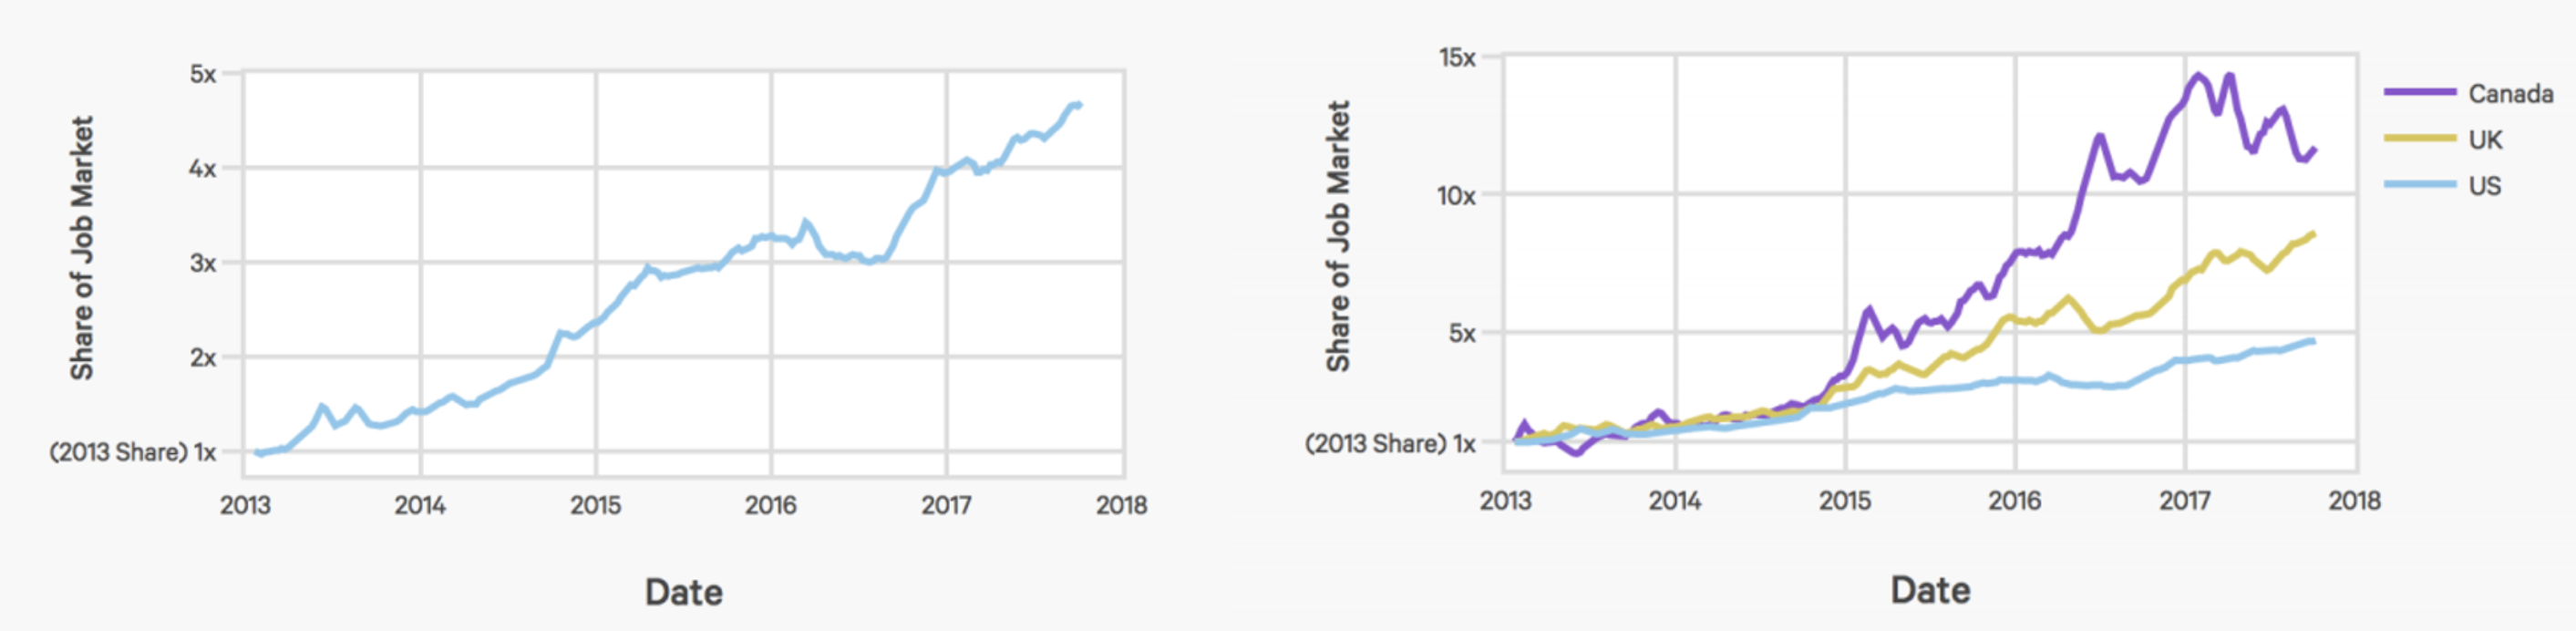 Share of Job Market
5x
4x
3x
2x
(2013 Share) 1x
2013 2014 2015 2016 2017 2018
Date
Share of Job Market
15x
10x
5x
(2013 Share) 1x
2013 2014 2015 2016 2017 2018
Date
Canada
UK
US